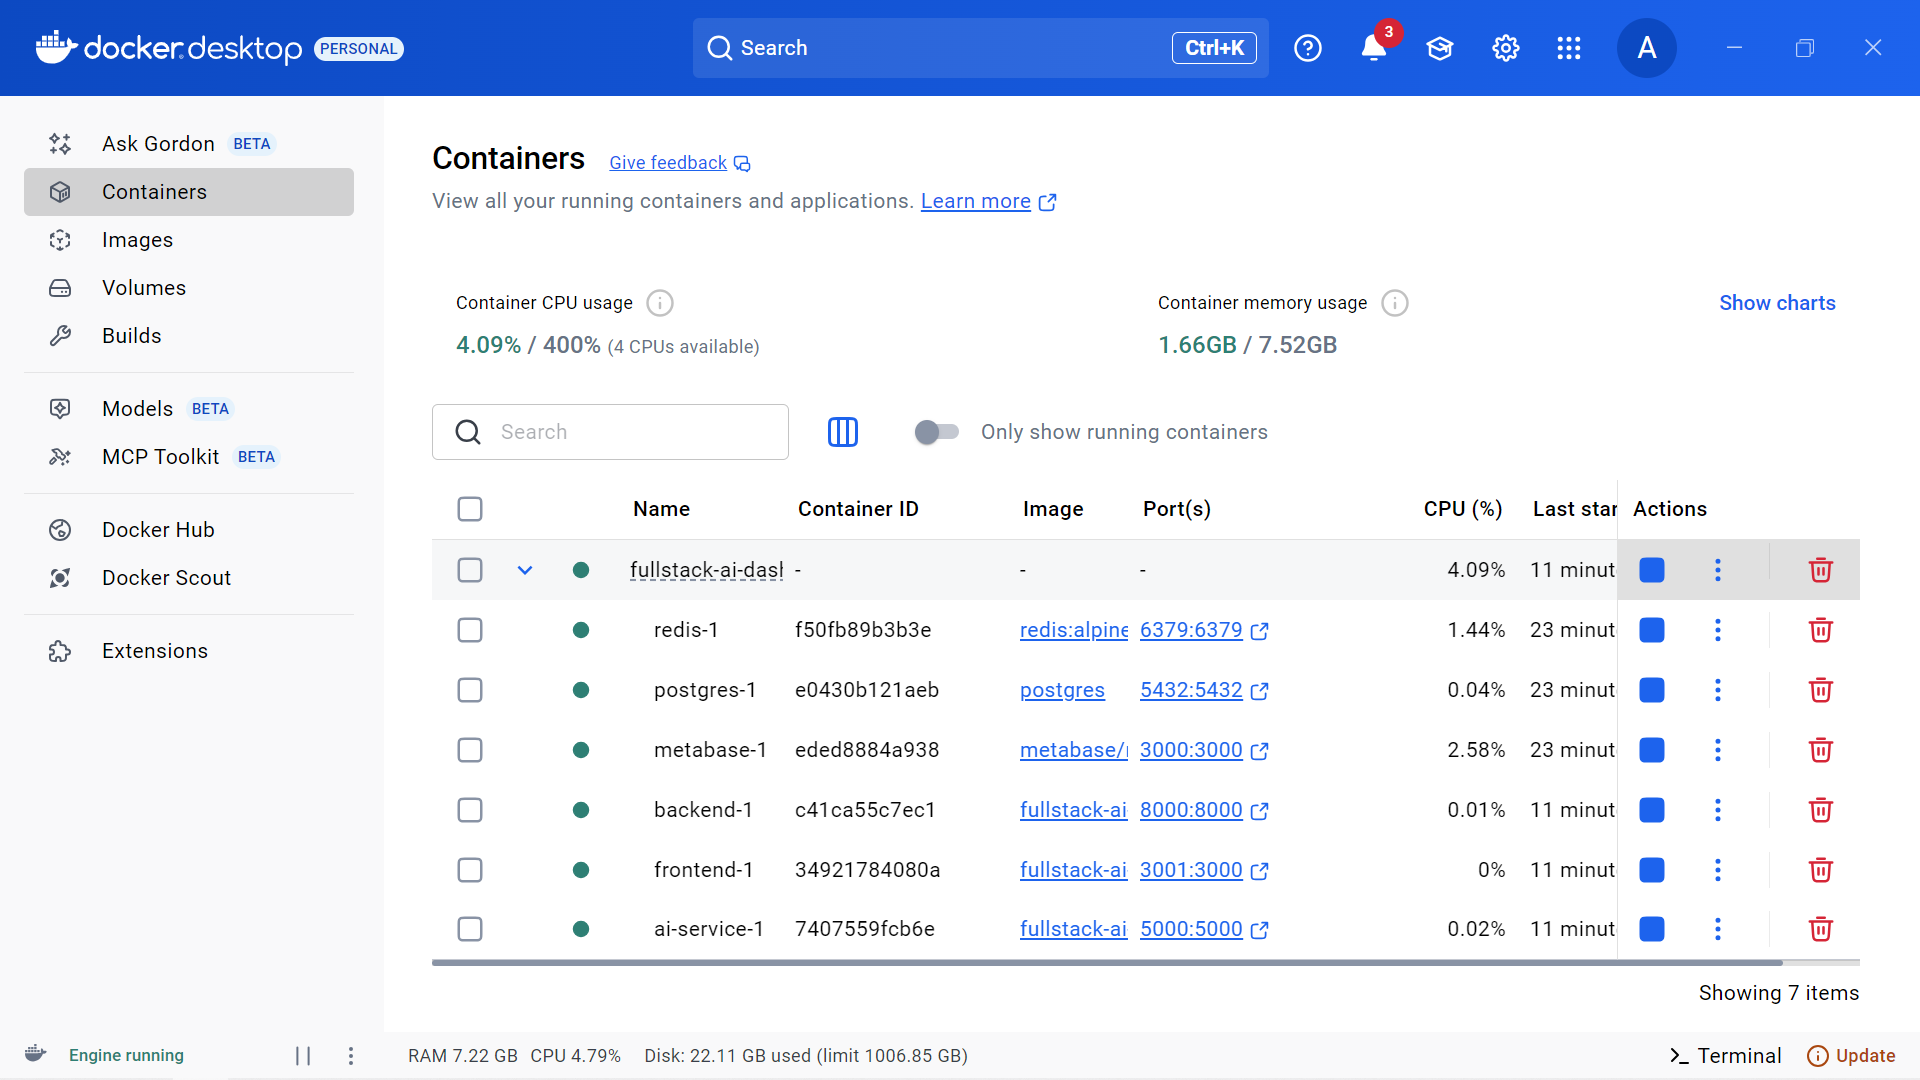 docker desktop PERSONAL
Search Ctrl+K
3
A
Ask Gordon BETA
Containers
Images
Volumes
Builds
Models BETA
MCP Toolkit BETA
Docker Hub
Docker Scout
Extensions
Containers Give feedback
View all your running containers and applications. Learn more
Container CPU usage
4.09% / 400% (4 CPUs available)
Container memory usage
1.66GB / 7.52GB
Show charts
Search
Only show running containers
Name Container ID Image Port(s) CPU (%) Last star Actions
fullstack-ai-dasl - - - 4.09% 11 minut
redis-1 f50fb89b3b3e redis:alpine 6379:6379 1.44% 23 minut
postgres-1 e0430b121aeb postgres 5432:5432 0.04% 23 minut
metabase-1 eded8884a938 metabase/ 3000:3000 2.58% 23 minut
backend-1 c41ca55c7ec1 fullstack-ai 8000:8000 0.01% 11 minut
frontend-1 34921784080a fullstack-ai 3001:3000 0% 11 minut
ai-service-1 7407559fcb6e fullstack-ai 5000:5000 0.02% 11 minut
Showing 7 items
Engine running
RAM 7.22 GB CPU 4.79% Disk: 22.11 GB used (limit 1006.85 GB)
Terminal
Update